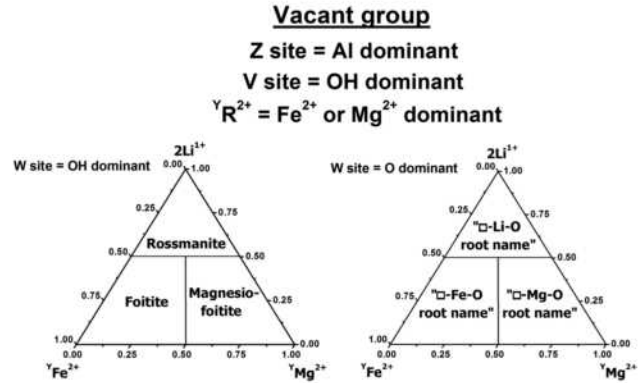 Vacant group
Z site = Al dominant
V site = OH dominant
ʸR²⁺ = Fe²⁺ or Mg²⁺ dominant
W site = OH dominant
2Li¹⁺
0.00 1.00
0.25 0.75
0.50 0.50
0.75 0.25
1.00 0.00
Rossmanite
Foitite
Magnesio-
foitite
0.00 0.25 0.50 0.75 1.00
ʸFe²⁺ ʸMg²⁺
W site = O dominant
2Li¹⁺
0.00 1.00
0.25 0.75
0.50 0.50
0.75 0.25
1.00 0.00
"□-Li-O
root name"
"□-Fe-O
root name"
"□-Mg-O
root name"
0.00 0.25 0.50 0.75 1.00
ʸFe²⁺ ʸMg²⁺